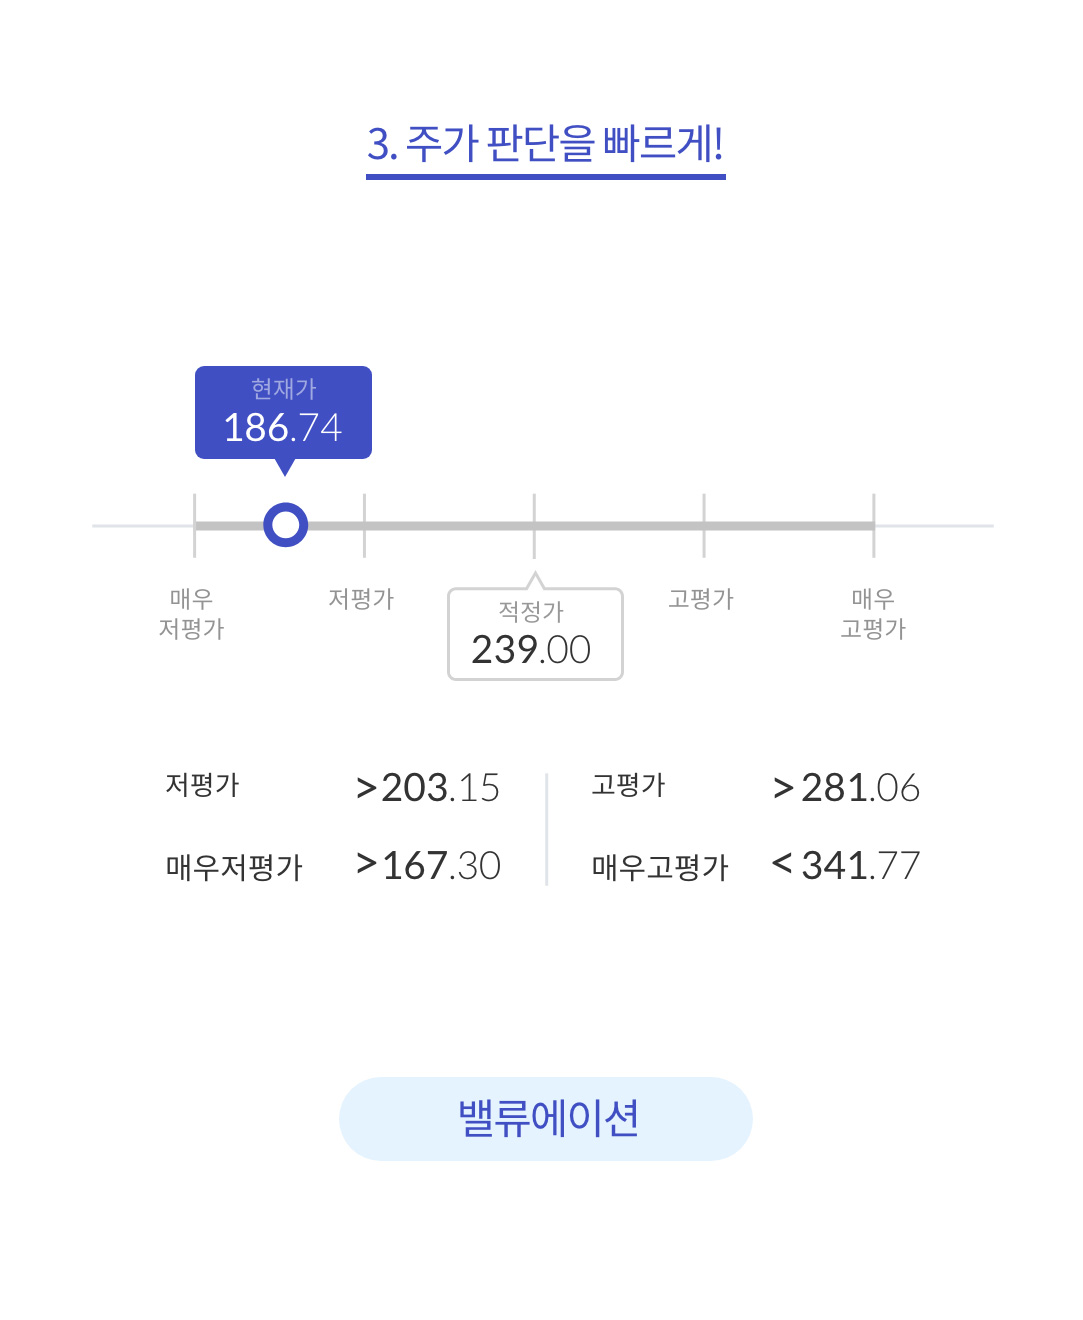 3. 주가 판단을 빠르게!
현재가
186.74
매우
저평가
저평가
적정가
239.00
고평가
매우
고평가
저평가 >203.15
고평가 >281.06
매우저평가 >167.30
매우고평가 <341.77
밸류에이션